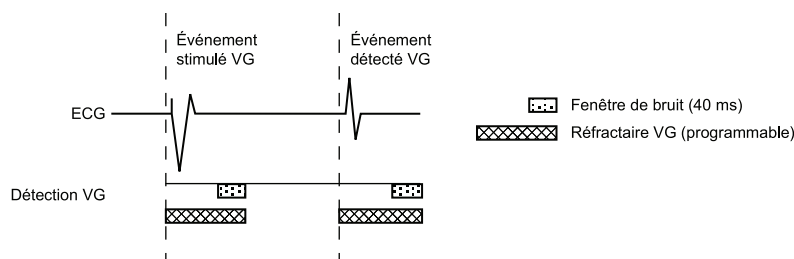 Événement
stimulé VG
Événement
détecté VG
ECG
Fenêtre de bruit (40 ms)
Réfractaire VG (programmable)
Détection VG